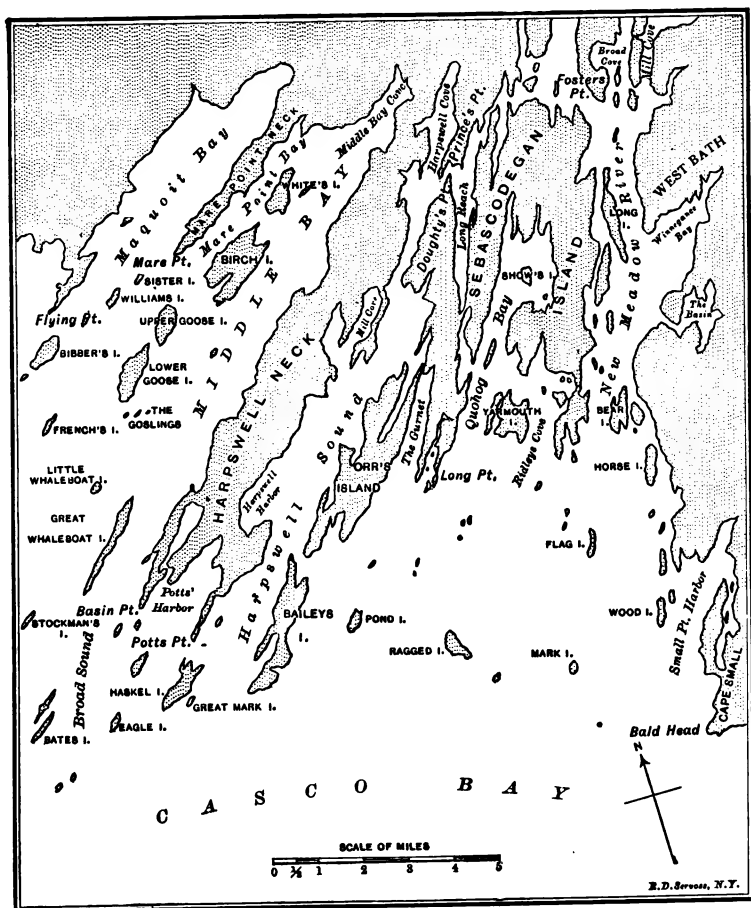 Broad
Cove
Mill Cove
Fosters
Pt.
Maquoit Bay
MARE POINT NECK
Mare Point Bay
Middle Bay Cove
Harpswell Cove
Prince's Pt.
WHITE'S I.
MIDDLE BAY
Mare Pt.
BIRCH I.
SISTER I.
WILLIAMS I.
Flying Pt.
UPPER GOOSE I.
BIBBER'S I.
LOWER
GOOSE I.
THE
GOSLINGS
FRENCH'S I.
LITTLE
WHALEBOAT I.
GREAT
WHALEBOAT I.
Doughty's Pt.
Long Reach
SEBASCODEGAN
ISLAND
SHOW'S I.
LONG
I.
New Meadow River
WEST BATH
Winneganee
Bay
The
Basin
Mill Cove
HARPSWELL NECK
Harpswell
Harbor
Harpswell Sound
ORR'S
ISLAND
The Gurnet
Quohog Bay
YARMOUTH
I.
Ridleys Cove
BEAR
I.
Long Pt.
HORSE I.
FLAG I.
Basin Pt.
Potts'
Harbor
STOCKMAN'S
I.
Potts Pt.
BAILEYS
I.
POND I.
RAGGED I.
MARK I.
WOOD I.
Small Pt. Harbor
CAPE SMALL
Broad Sound
HASKEL I.
GREAT MARK I.
EAGLE I.
BATES I.
Bald Head
N
CASCO BAY
SCALE OF MILES
0 ½ 1 2 3 4 5
R.D. Servoss, N.Y.